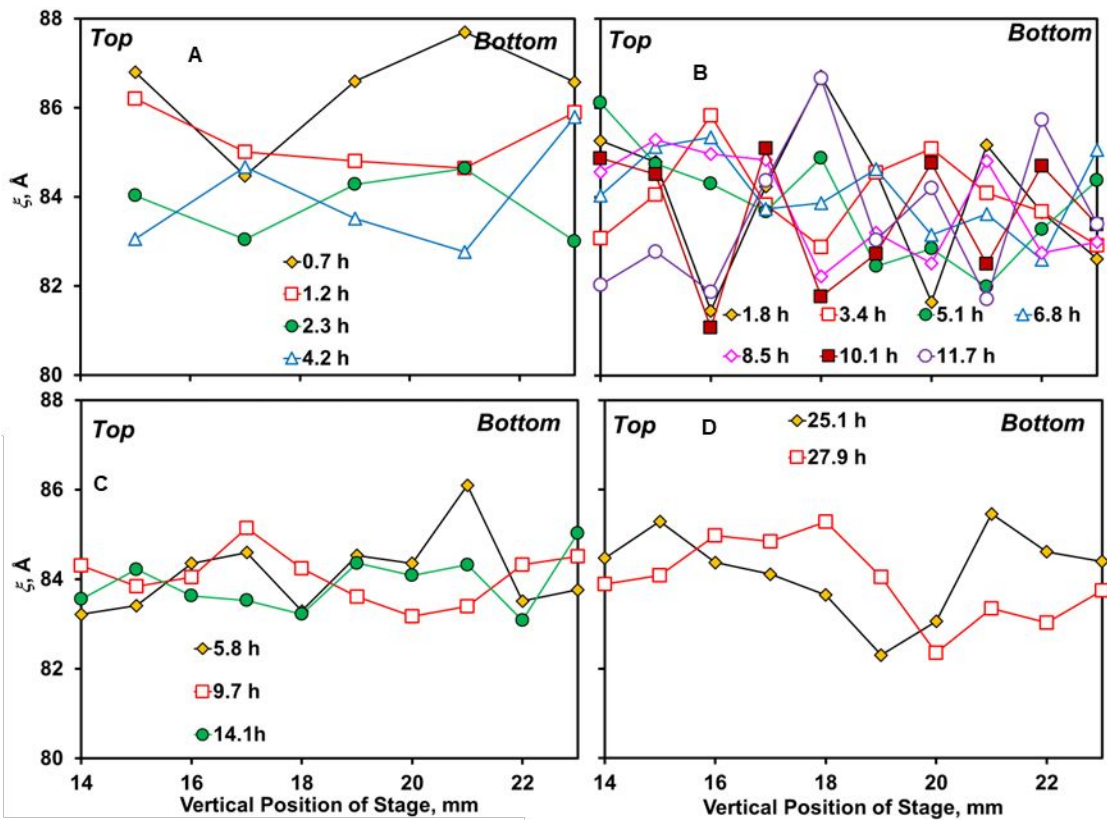 88
86
84
82
80
ξ, Å
Top
A
Bottom
0.7 h
1.2 h
2.3 h
4.2 h
Top
B
Bottom
1.8 h
3.4 h
5.1 h
6.8 h
8.5 h
10.1 h
11.7 h
88
86
84
82
80
ξ, Å
Top
C
Bottom
5.8 h
9.7 h
14.1h
14
16
18
20
22
Vertical Position of Stage, mm
Top
D
Bottom
25.1 h
27.9 h
14
16
18
20
22
Vertical Position of Stage, mm